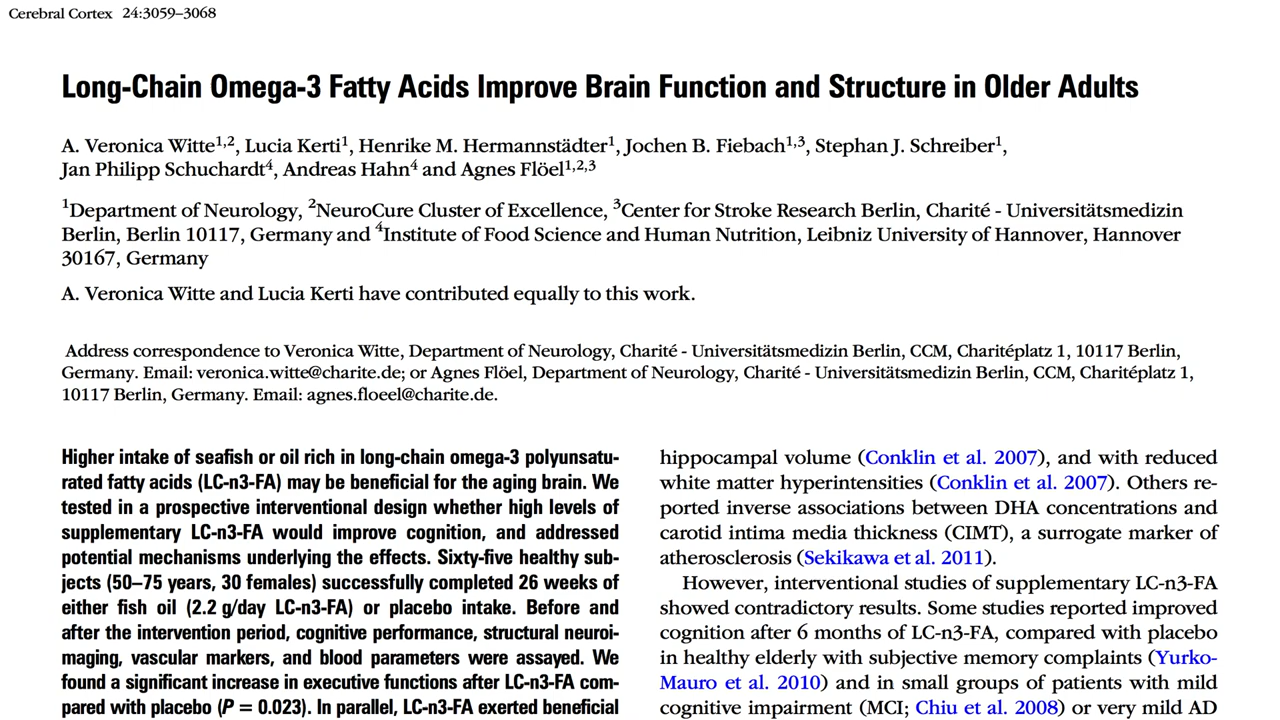 Cerebral Cortex 24:3059–3068
Long-Chain Omega-3 Fatty Acids Improve Brain Function and Structure in Older Adults
A. Veronica Witte1,2, Lucia Kerti1, Henrike M. Hermannstädter1, Jochen B. Fiebach1,3, Stephan J. Schreiber1,
Jan Philipp Schuchardt4, Andreas Hahn4 and Agnes Flöel1,2,3
1Department of Neurology, 2NeuroCure Cluster of Excellence, 3Center for Stroke Research Berlin, Charité - Universitätsmedizin
Berlin, Berlin 10117, Germany and 4Institute of Food Science and Human Nutrition, Leibniz University of Hannover, Hannover
30167, Germany
A. Veronica Witte and Lucia Kerti have contributed equally to this work.
Address correspondence to Veronica Witte, Department of Neurology, Charité - Universitätsmedizin Berlin, CCM, Charitéplatz 1, 10117 Berlin,
Germany. Email: veronica.witte@charite.de; or Agnes Flöel, Department of Neurology, Charité - Universitätsmedizin Berlin, CCM, Charitéplatz 1,
10117 Berlin, Germany. Email: agnes.floeel@charite.de.
Higher intake of seafish or oil rich in long-chain omega-3 polyunsatu-
rated fatty acids (LC-n3-FA) may be beneficial for the aging brain. We
tested in a prospective interventional design whether high levels of
supplementary LC-n3-FA would improve cognition, and addressed
potential mechanisms underlying the effects. Sixty-five healthy sub-
jects (50–75 years, 30 females) successfully completed 26 weeks of
either fish oil (2.2 g/day LC-n3-FA) or placebo intake. Before and
after the intervention period, cognitive performance, structural neuroi-
maging, vascular markers, and blood parameters were assayed. We
found a significant increase in executive functions after LC-n3-FA com-
pared with placebo (P = 0.023). In parallel, LC-n3-FA exerted beneficial
hippocampal volume (Conklin et al. 2007), and with reduced
white matter hyperintensities (Conklin et al. 2007). Others re-
ported inverse associations between DHA concentrations and
carotid intima media thickness (CIMT), a surrogate marker of
atherosclerosis (Sekikawa et al. 2011).
However, interventional studies of supplementary LC-n3-FA
showed contradictory results. Some studies reported improved
cognition after 6 months of LC-n3-FA, compared with placebo
in healthy elderly with subjective memory complaints (Yurko-
Mauro et al. 2010) and in small groups of patients with mild
cognitive impairment (MCI; Chiu et al. 2008) or very mild AD